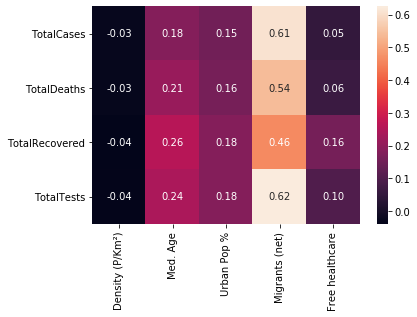 TotalCases -0.03 0.18 0.15 0.61 0.05
TotalDeaths -0.03 0.21 0.16 0.54 0.06
TotalRecovered -0.04 0.26 0.18 0.46 0.16
TotalTests -0.04 0.24 0.18 0.62 0.10
Density (P/Km²)
Med. Age
Urban Pop %
Migrants (net)
Free healthcare
0.6
0.5
0.4
0.3
0.2
0.1
0.0